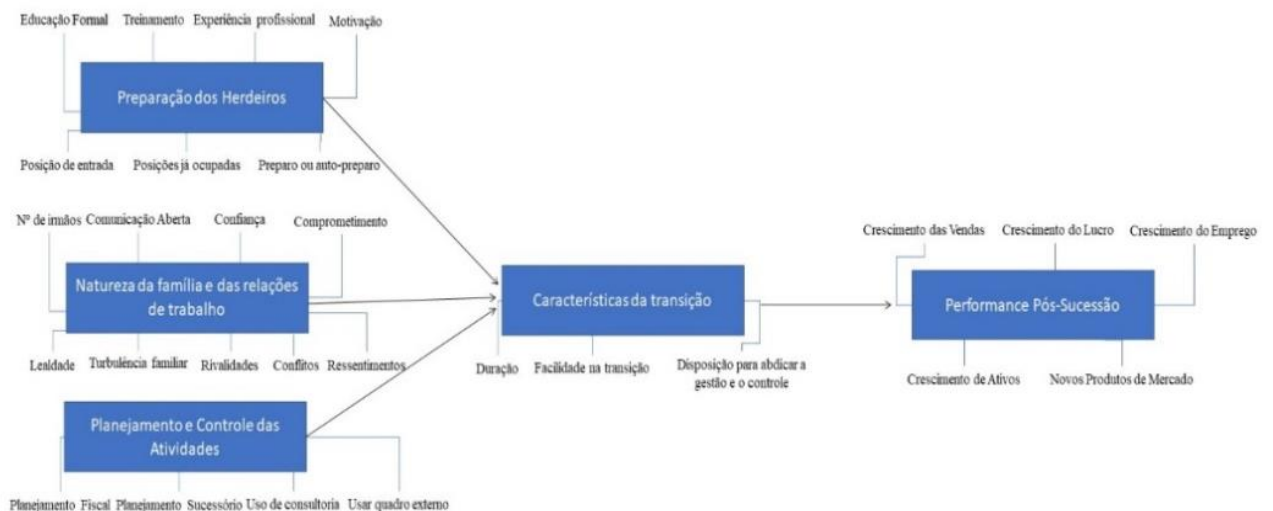 Educação Formal Treinamento Experiência profissional Motivação
Preparação dos Herdeiros
Posição de entrada Posições já ocupadas Preparo ou auto-preparo
Nº de irmãos Comunicação Aberta Confiança Comprometimento
Natureza da família e das relações
de trabalho
Lealdade Turbulência familiar Rivalidades Conflitos Ressentimentos
Planejamento e Controle das
Atividades
Planejamento Fiscal Planejamento Sucessório Uso de consultoria Usar quadro externo
Características da transição
Duração Facilidade na transição Disposição para abdicar a
gestão e o controle
Crescimento das Vendas Crescimento do Lucro Crescimento do Emprego
Performance Pós-Sucessão
Crescimento de Ativos Novos Produtos de Mercado